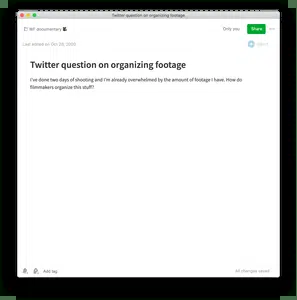 Twitter question on organizing footage
Only you
Share
Last edited on Oct 20, 2020
Twitter question on organizing footage
I've done two days of shooting and I'm already overwhelmed by the amount of footage I have. How do
filmmakers organize this stuff?
Add tag
All changes saved